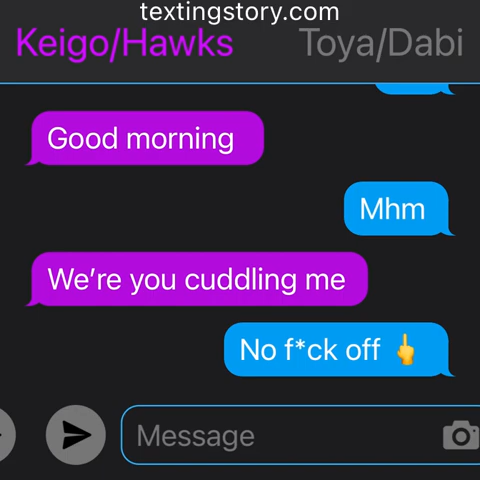 textingstory.com
Keigo/Hawks Toya/Dabi
Good morning
Mhm
We're you cuddling me
No f*ck off 🖕
Message